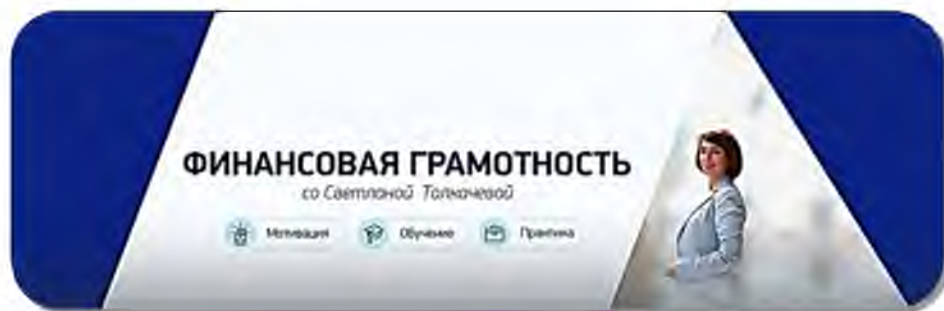 ФИНАНСОВАЯ ГРАМОТНОСТЬ
со Светланой Толкачевой
Мотивация Обучение Практика